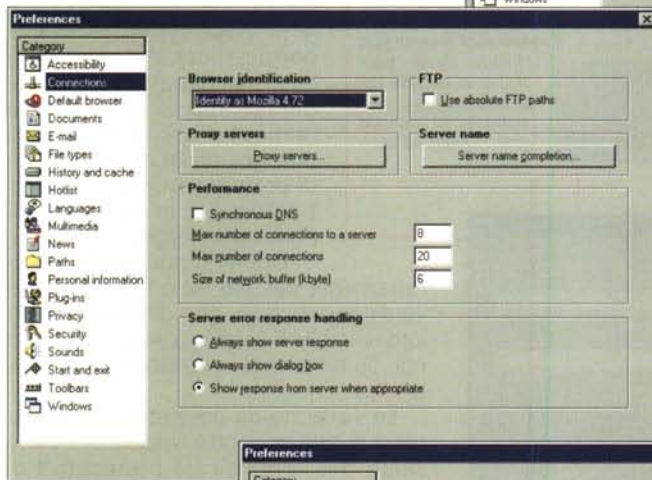 Windows
Preferences
Category
Accessibility
Connections
Default browser
Documents
E-mail
File types
History and cache
Hotlist
Languages
Multimedia
News
Paths
Personal information
Plug-ins
Privacy
Security
Sounds
Start and exit
Toolbars
Windows
Browser identification
Identify as Mozilla 4.72
FTP
Use absolute FTP paths
Proxy servers
Proxy servers...
Server name
Server name completion...
Performance
Synchronous DNS
Max number of connections to a server 8
Max number of connections 20
Size of network buffer (kbyte) 6
Server error response handling
Always show server response
Always show dialog box
Show response from server when appropriate
Preferences
Category